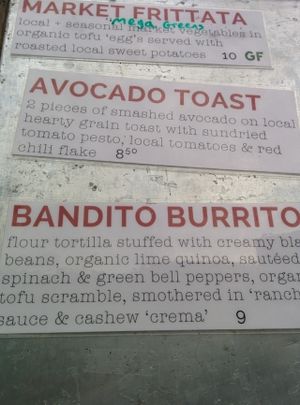 MARKET FRITTATA
mega Greens
local + seasonal market vegetables in
organic tofu 'egg's served with
roasted local sweet potatoes 10 GF
AVOCADO TOAST
2 pieces of smashed avocado on local
hearty grain toast with sundried
tomato pesto, local tomatoes & red
chili flake 8⁵⁰
BANDITO BURRITO
flour tortilla stuffed with creamy bla
beans, organic lime quinoa, sautéed
spinach & green bell peppers, organ
tofu scramble, smothered in 'ranch
sauce & cashew 'crema' 9